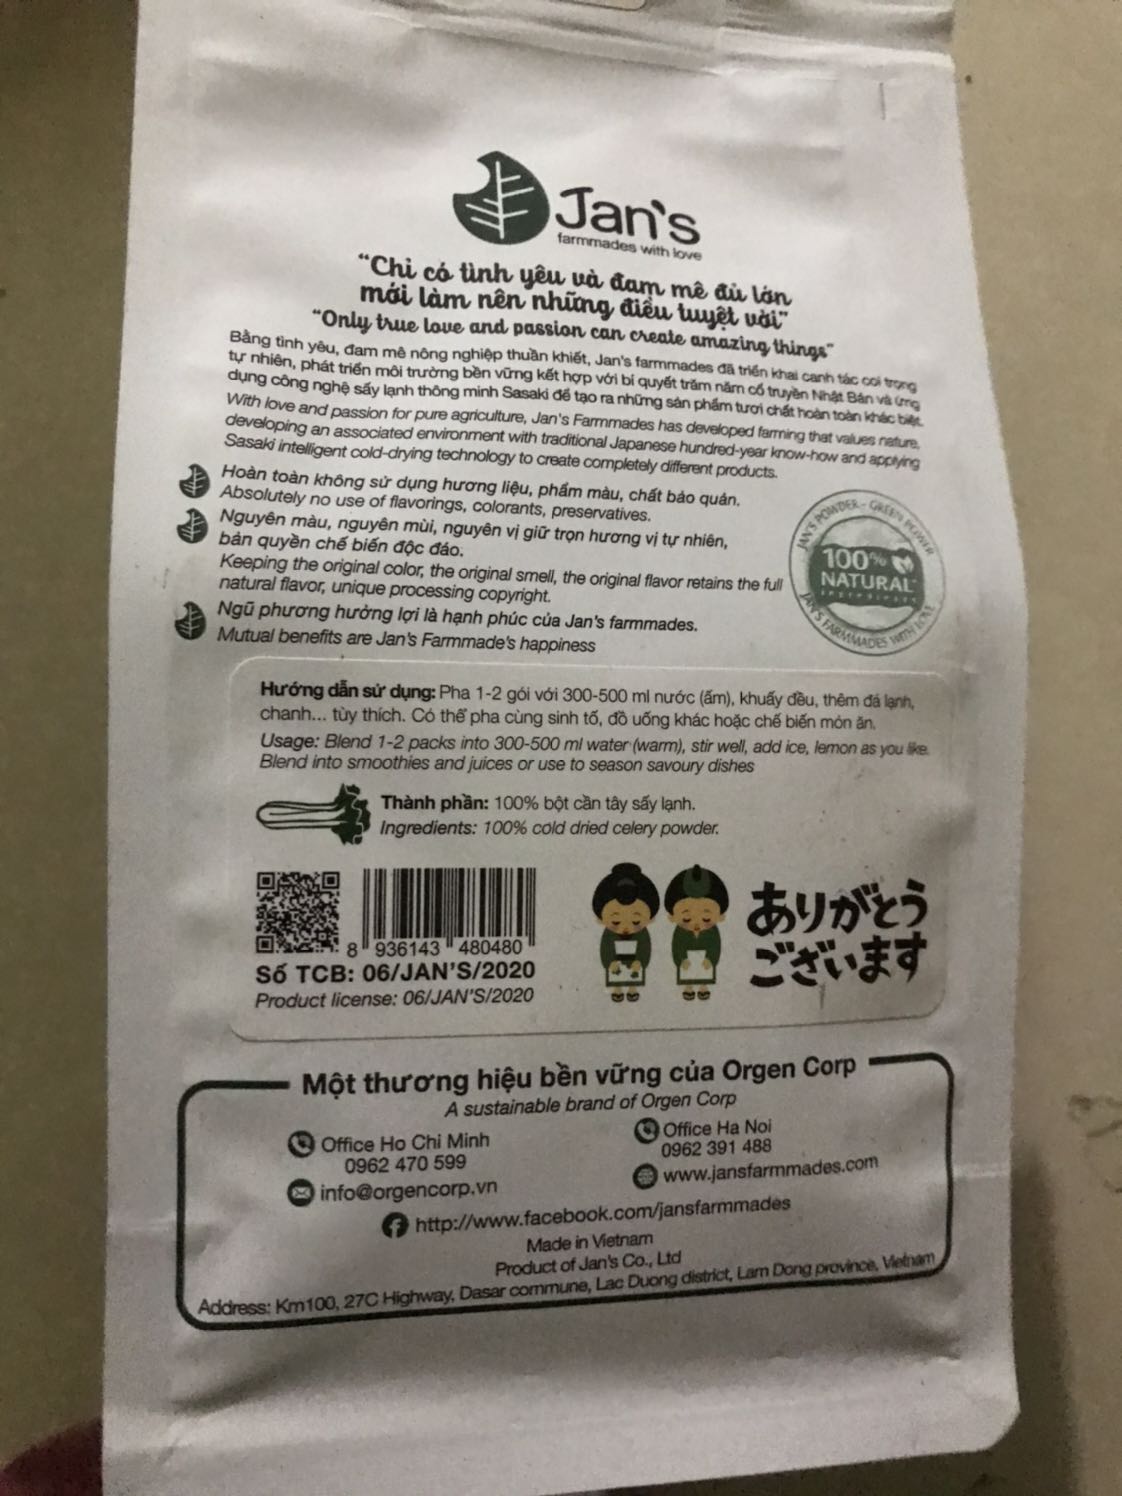 Jan's
farmmades with love
"Chỉ có tình yêu và đam mê đủ lớn
mới làm nên những điều tuyệt vời"
"Only true love and passion can create amazing things"
Bằng tình yêu, đam mê nông nghiệp thuần khiết, Jan's farmmades đã triển khai canh tác coi trọng
tự nhiên, phát triển môi trường bền vững kết hợp với bí quyết trăm năm cổ truyền Nhật Bản và ứng
dụng công nghệ sấy lạnh thông minh Sasaki để tạo ra những sản phẩm tươi chất hoàn toàn khác biệt.
With love and passion for pure agriculture, Jan's Farmmades has developed farming that values nature,
developing an associated environment with traditional Japanese hundred-year know-how and applying
Sasaki intelligent cold-drying technology to create completely different products.
Hoàn toàn không sử dụng hương liệu, phẩm màu, chất bảo quản.
Absolutely no use of flavorings, colorants, preservatives.
Nguyên màu, nguyên mùi, nguyên vị giữ trọn hương vị tự nhiên,
bản quyền chế biến độc đáo.
Keeping the original color, the original smell, the original flavor retains the full
natural flavor, unique processing copyright.
Ngũ phương hưởng lợi là hạnh phúc của Jan's farmmades.
Mutual benefits are Jan's Farmmade's happiness
JAN'S POWDER - GREEN POWER
100%
NATURAL
JAN'S FARMMADES WITH LOVE
Hướng dẫn sử dụng: Pha 1-2 gói với 300-500 ml nước (ấm), khuấy đều, thêm đá lạnh,
chanh... tùy thích. Có thể pha cùng sinh tố, đồ uống khác hoặc chế biến món ăn.
Usage: Blend 1-2 packs into 300-500 ml water (warm), stir well, add ice, lemon as you like.
Blend into smoothies and juices or use to season savoury dishes
Thành phần: 100% bột cần tây sấy lạnh.
Ingredients: 100% cold dried celery powder.
8 936143 480480
Số TCB: 06/JAN'S/2020
Product license: 06/JAN'S/2020
ありがとう
ございます
Một thương hiệu bền vững của Orgen Corp
A sustainable brand of Orgen Corp
Office Ho Chi Minh
0962 470 599
Office Ha Noi
0962 391 488
info@orgencorp.vn
www.jansfarmmades.com
http://www.facebook.com/jansfarmmades
Made in Vietnam
Product of Jan's Co., Ltd
Address: Km100, 27C Highway, Dasar commune, Lac Duong district, Lam Dong province, Vietnam